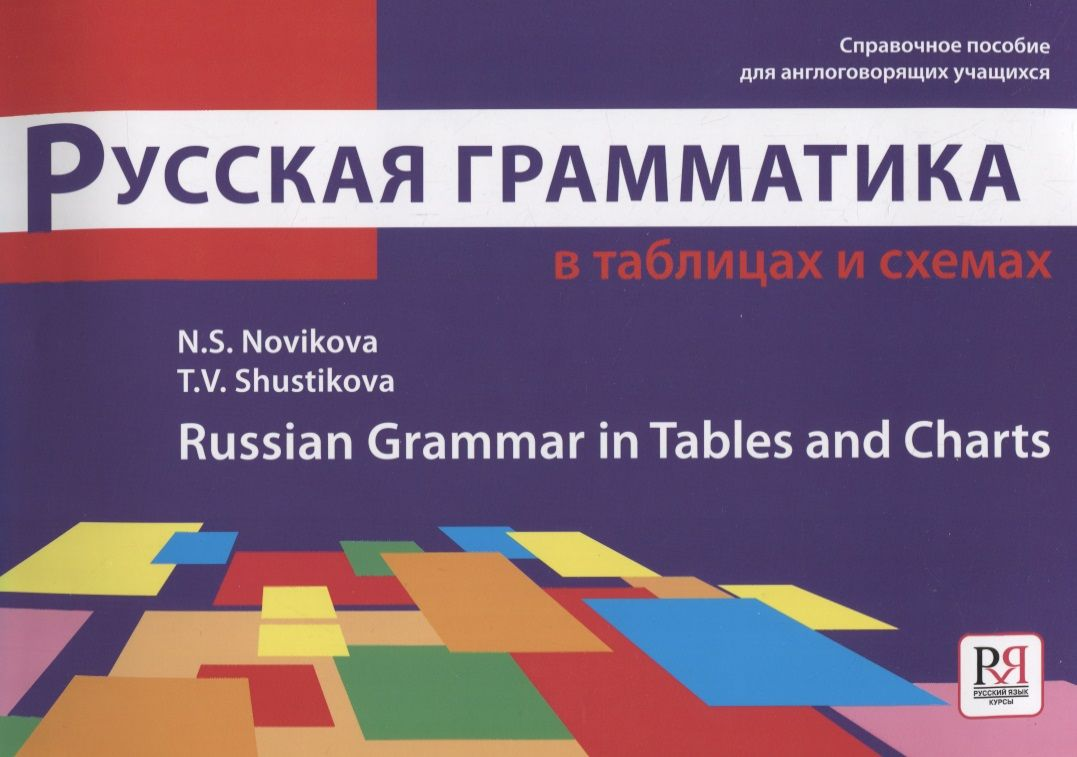 Справочное пособие
для англоговорящих учащихся
РУССКАЯ ГРАММАТИКА
в таблицах и схемах
N.S. Novikova
T.V. Shustikova
Russian Grammar in Tables and Charts
РЯ
РУССКИЙ ЯЗЫК
КУРСЫ